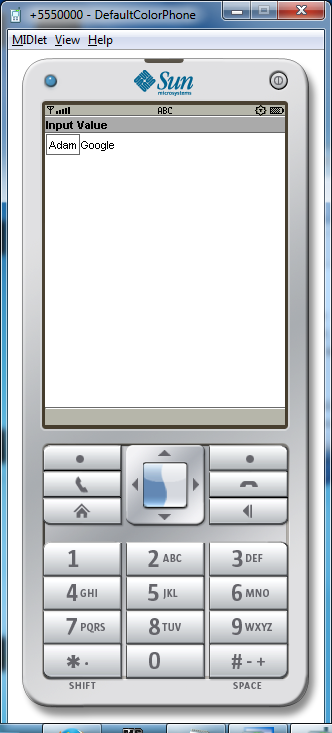 +5550000 - DefaultColorPhone
MIDlet View Help
Sun
microsystems
ABC
Input Value
Adam Google
1 2 ABC 3 DEF
4 GHI 5 JKL 6 MNO
7 PQRS 8 TUV 9 WXYZ
* . 0 # - +
SHIFT SPACE